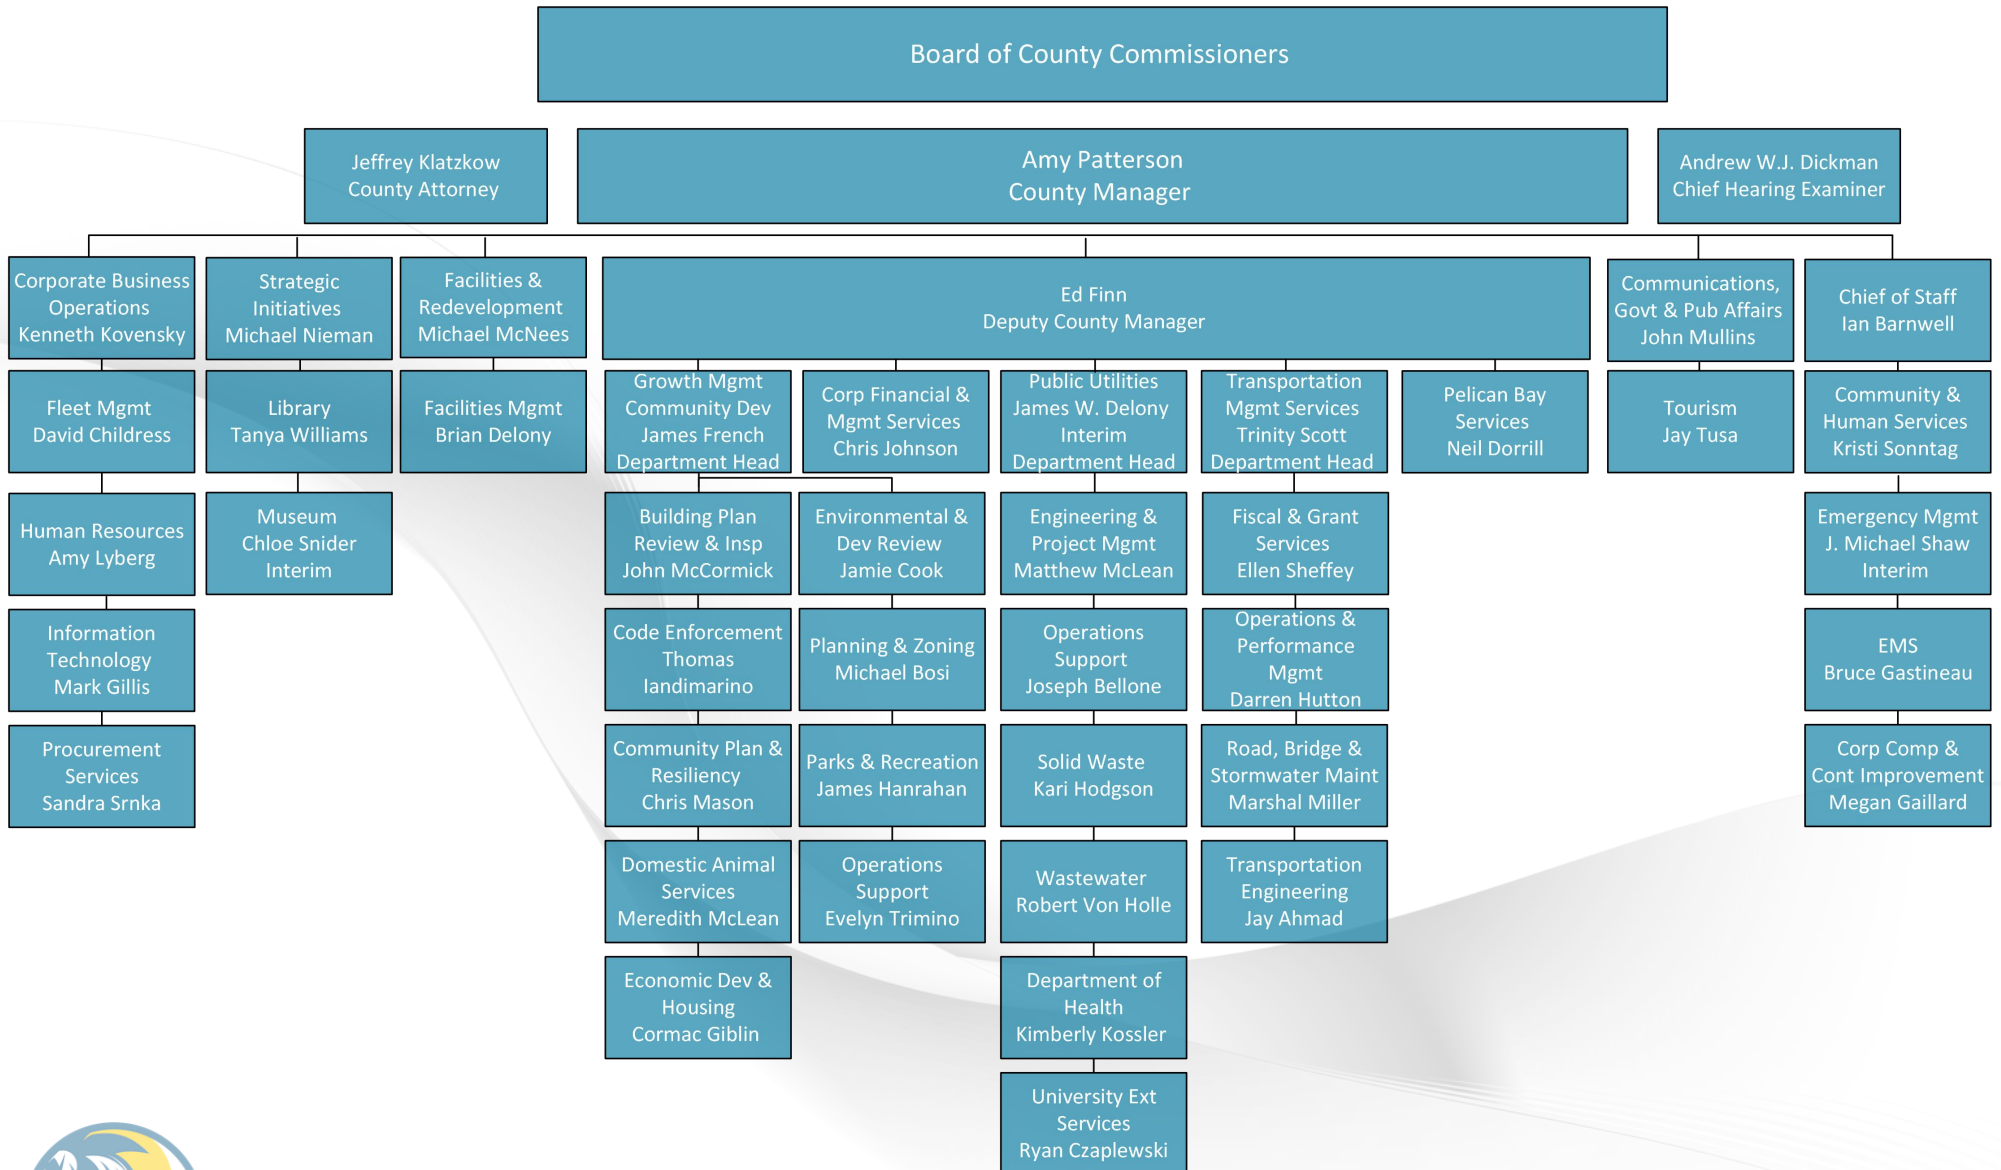 Board of County Commissioners
Jeffrey Klatzkow
County Attorney
Amy Patterson
County Manager
Andrew W.J. Dickman
Chief Hearing Examiner
Corporate Business
Operations
Kenneth Kovensky
Strategic
Initiatives
Michael Nieman
Facilities &
Redevelopment
Michael McNees
Ed Finn
Deputy County Manager
Communications,
Govt & Pub Affairs
John Mullins
Chief of Staff
Ian Barnwell
Fleet Mgmt
David Childress
Library
Tanya Williams
Facilities Mgmt
Brian Delony
Growth Mgmt
Community Dev
James French
Department Head
Corp Financial &
Mgmt Services
Chris Johnson
Public Utilities
James W. Delony
Interim
Department Head
Transportation
Mgmt Services
Trinity Scott
Department Head
Pelican Bay
Services
Neil Dorrill
Tourism
Jay Tusa
Community &
Human Services
Kristi Sonntag
Human Resources
Amy Lyberg
Museum
Chloe Snider
Interim
Building Plan
Review & Insp
John McCormick
Environmental &
Dev Review
Jamie Cook
Engineering &
Project Mgmt
Matthew McLean
Fiscal & Grant
Services
Ellen Sheffey
Emergency Mgmt
J. Michael Shaw
Interim
Information
Technology
Mark Gillis
Code Enforcement
Thomas
Iandimarino
Planning & Zoning
Michael Bosi
Operations
Support
Joseph Bellone
Operations &
Performance
Mgmt
Darren Hutton
EMS
Bruce Gastineau
Procurement
Services
Sandra Srnka
Community Plan &
Resiliency
Chris Mason
Parks & Recreation
James Hanrahan
Solid Waste
Kari Hodgson
Road, Bridge &
Stormwater Maint
Marshal Miller
Corp Comp &
Cont Improvement
Megan Gaillard
Domestic Animal
Services
Meredith McLean
Operations
Support
Evelyn Trimino
Wastewater
Robert Von Holle
Transportation
Engineering
Jay Ahmad
Economic Dev &
Housing
Cormac Giblin
Department of
Health
Kimberly Kossler
University Ext
Services
Ryan Czaplewski